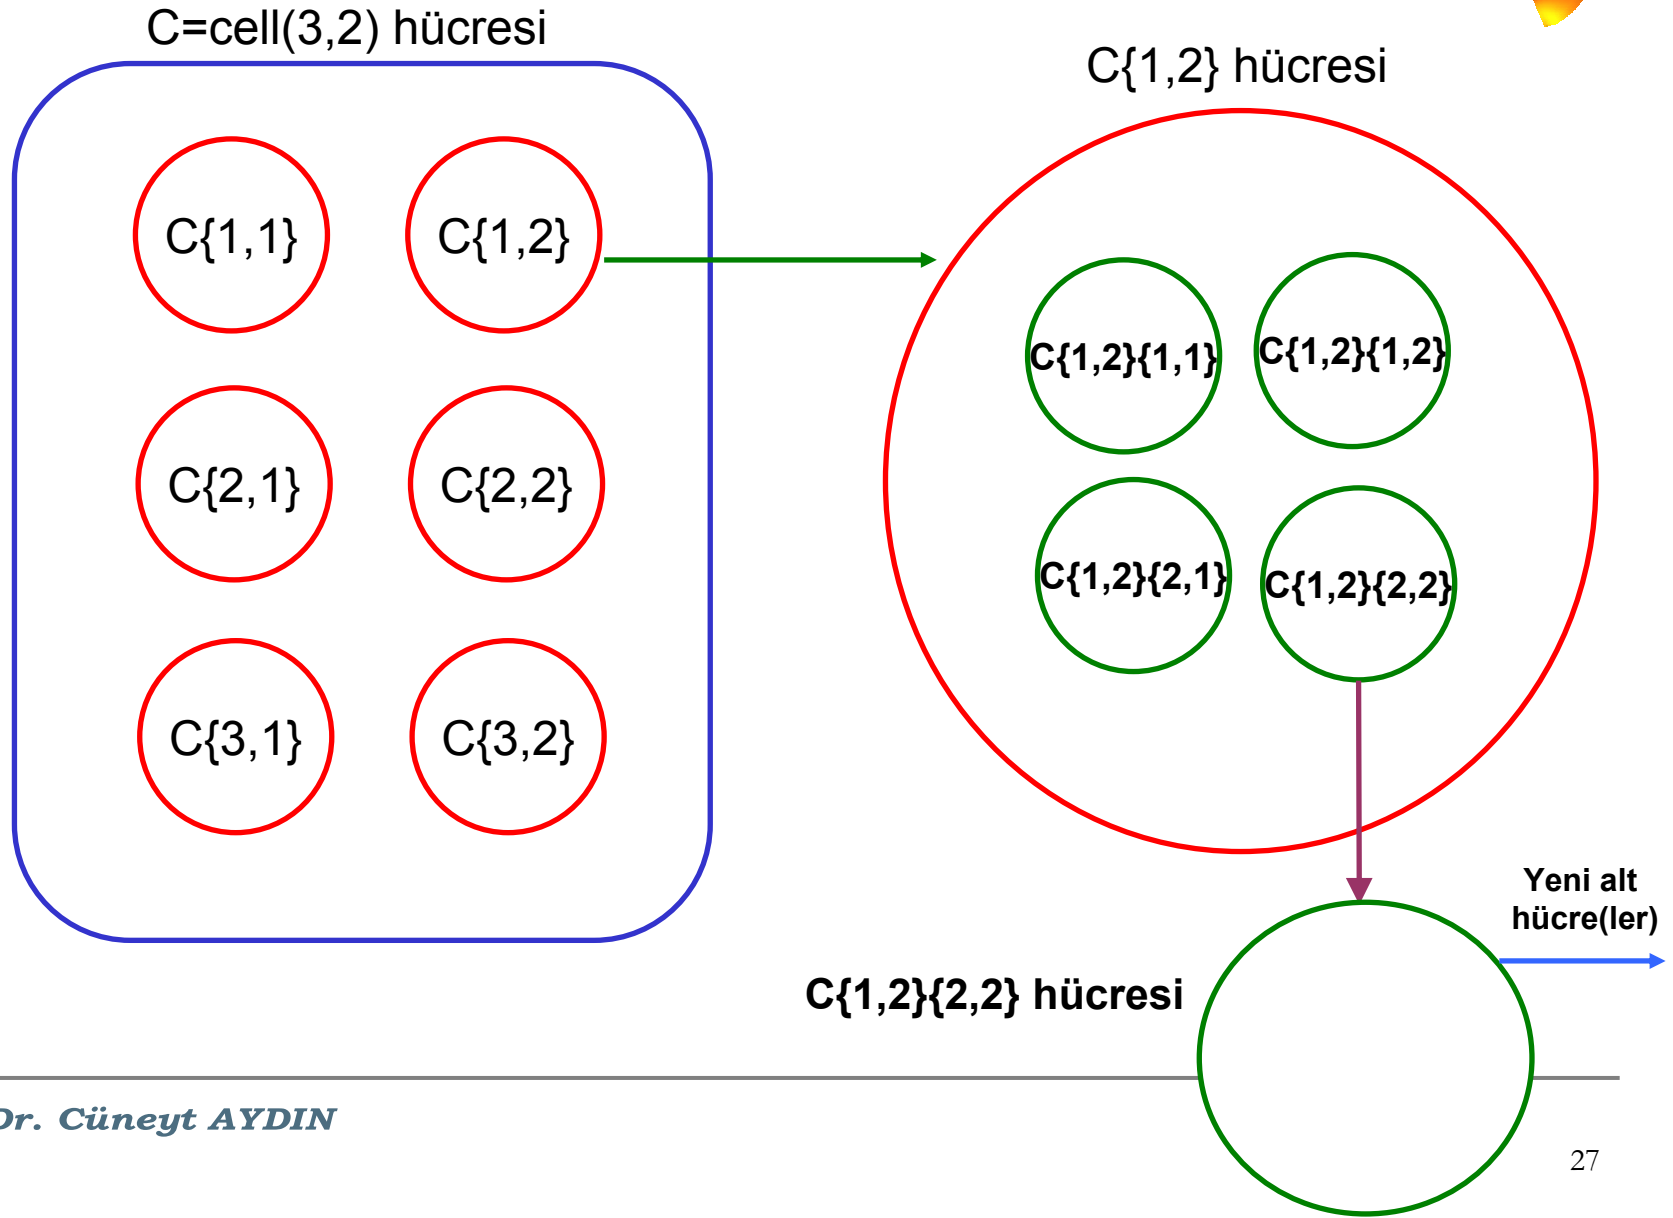 C=cell(3,2) hücresi
C{1,2} hücresi
C{1,1}
C{1,2}
C{2,1}
C{2,2}
C{3,1}
C{3,2}
C{1,2}{1,1}
C{1,2}{1,2}
C{1,2}{2,1}
C{1,2}{2,2}
Yeni alt
hücre(ler)
C{1,2}{2,2} hücresi
Dr. Cüneyt AYDIN
27